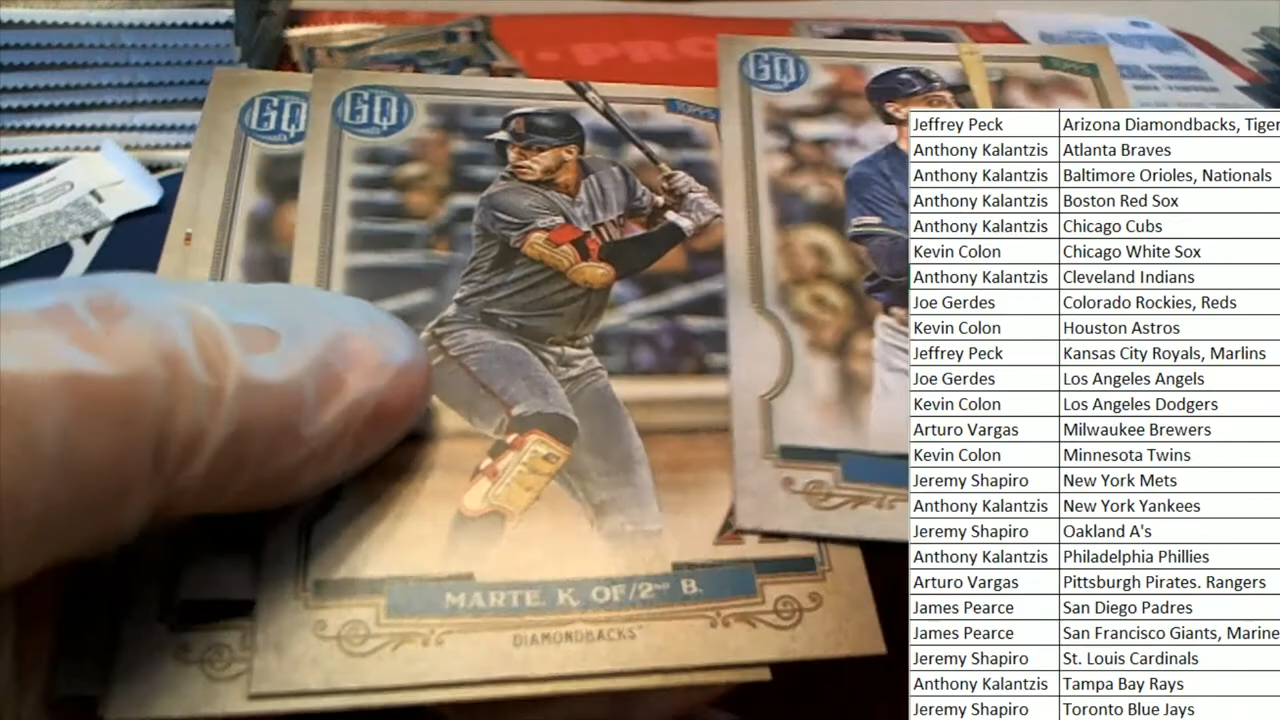 GQ
GQ
TOPPS
GQ
TOPPS
PRO
MARTE. K. OF/2ND B.
DIAMONDBACKS
Jeffrey Peck Arizona Diamondbacks, Tiger
Anthony Kalantzis Atlanta Braves
Anthony Kalantzis Baltimore Orioles, Nationals
Anthony Kalantzis Boston Red Sox
Anthony Kalantzis Chicago Cubs
Kevin Colon Chicago White Sox
Anthony Kalantzis Cleveland Indians
Joe Gerdes Colorado Rockies, Reds
Kevin Colon Houston Astros
Jeffrey Peck Kansas City Royals, Marlins
Joe Gerdes Los Angeles Angels
Kevin Colon Los Angeles Dodgers
Arturo Vargas Milwaukee Brewers
Kevin Colon Minnesota Twins
Jeremy Shapiro New York Mets
Anthony Kalantzis New York Yankees
Jeremy Shapiro Oakland A's
Anthony Kalantzis Philadelphia Phillies
Arturo Vargas Pittsburgh Pirates. Rangers
James Pearce San Diego Padres
James Pearce San Francisco Giants, Marine
Jeremy Shapiro St. Louis Cardinals
Anthony Kalantzis Tampa Bay Rays
Jeremy Shapiro Toronto Blue Jays